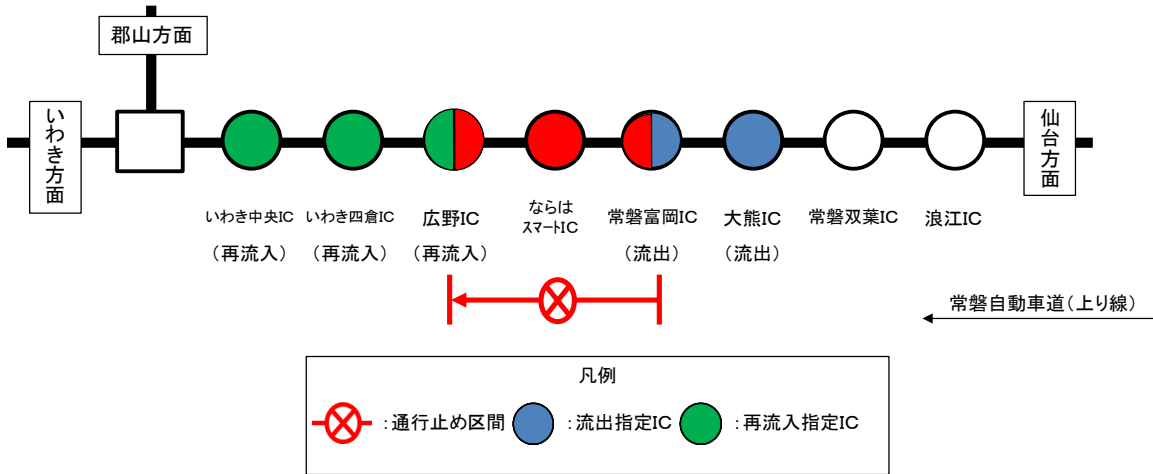 郡山方面
いわき方面
仙台方面
いわき中央IC
(再流入)
いわき四倉IC
(再流入)
広野IC
(再流入)
ならは
スマートIC
常磐富岡IC
(流出)
大熊IC
(流出)
常磐双葉IC
浪江IC
常磐自動車道(上り線)
凡例
:通行止め区間
:流出指定IC
:再流入指定IC